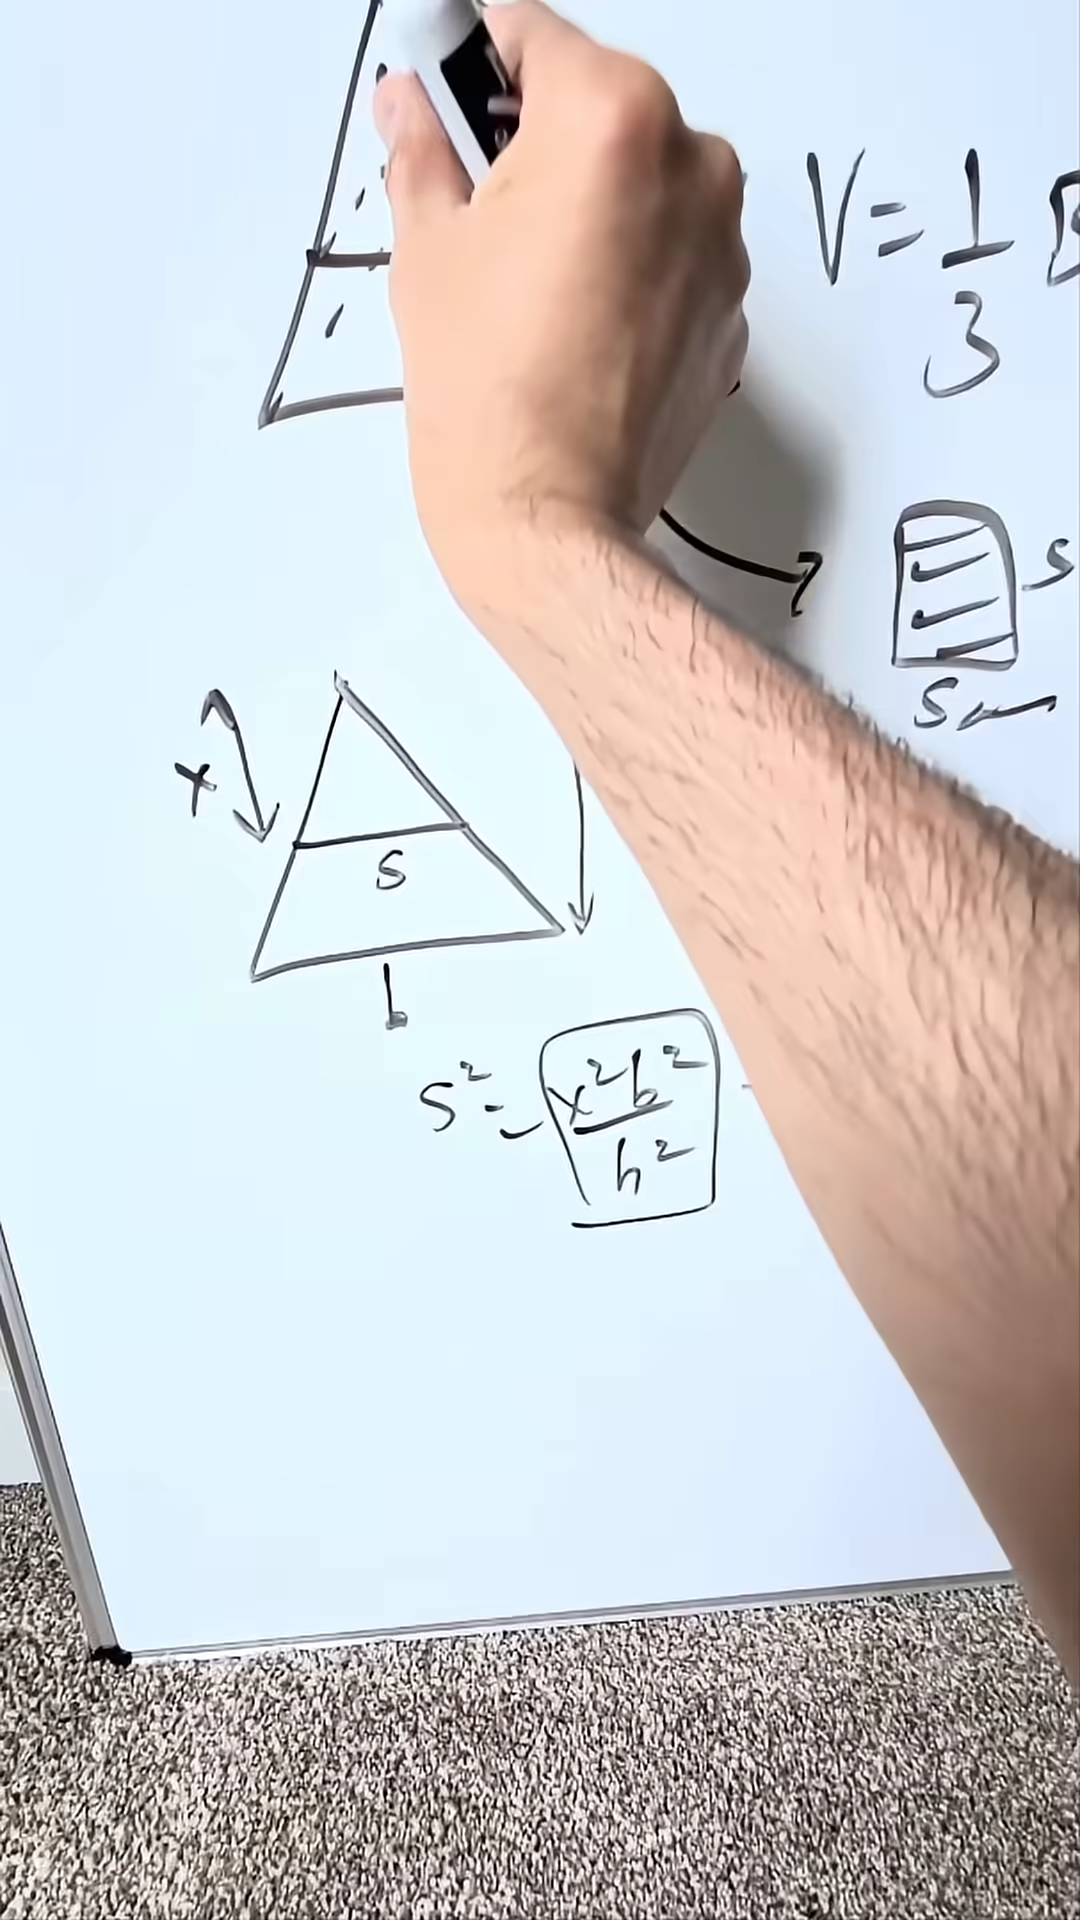 V = 1/3 B
s
s
x
s
b
s² = x²b²/h²